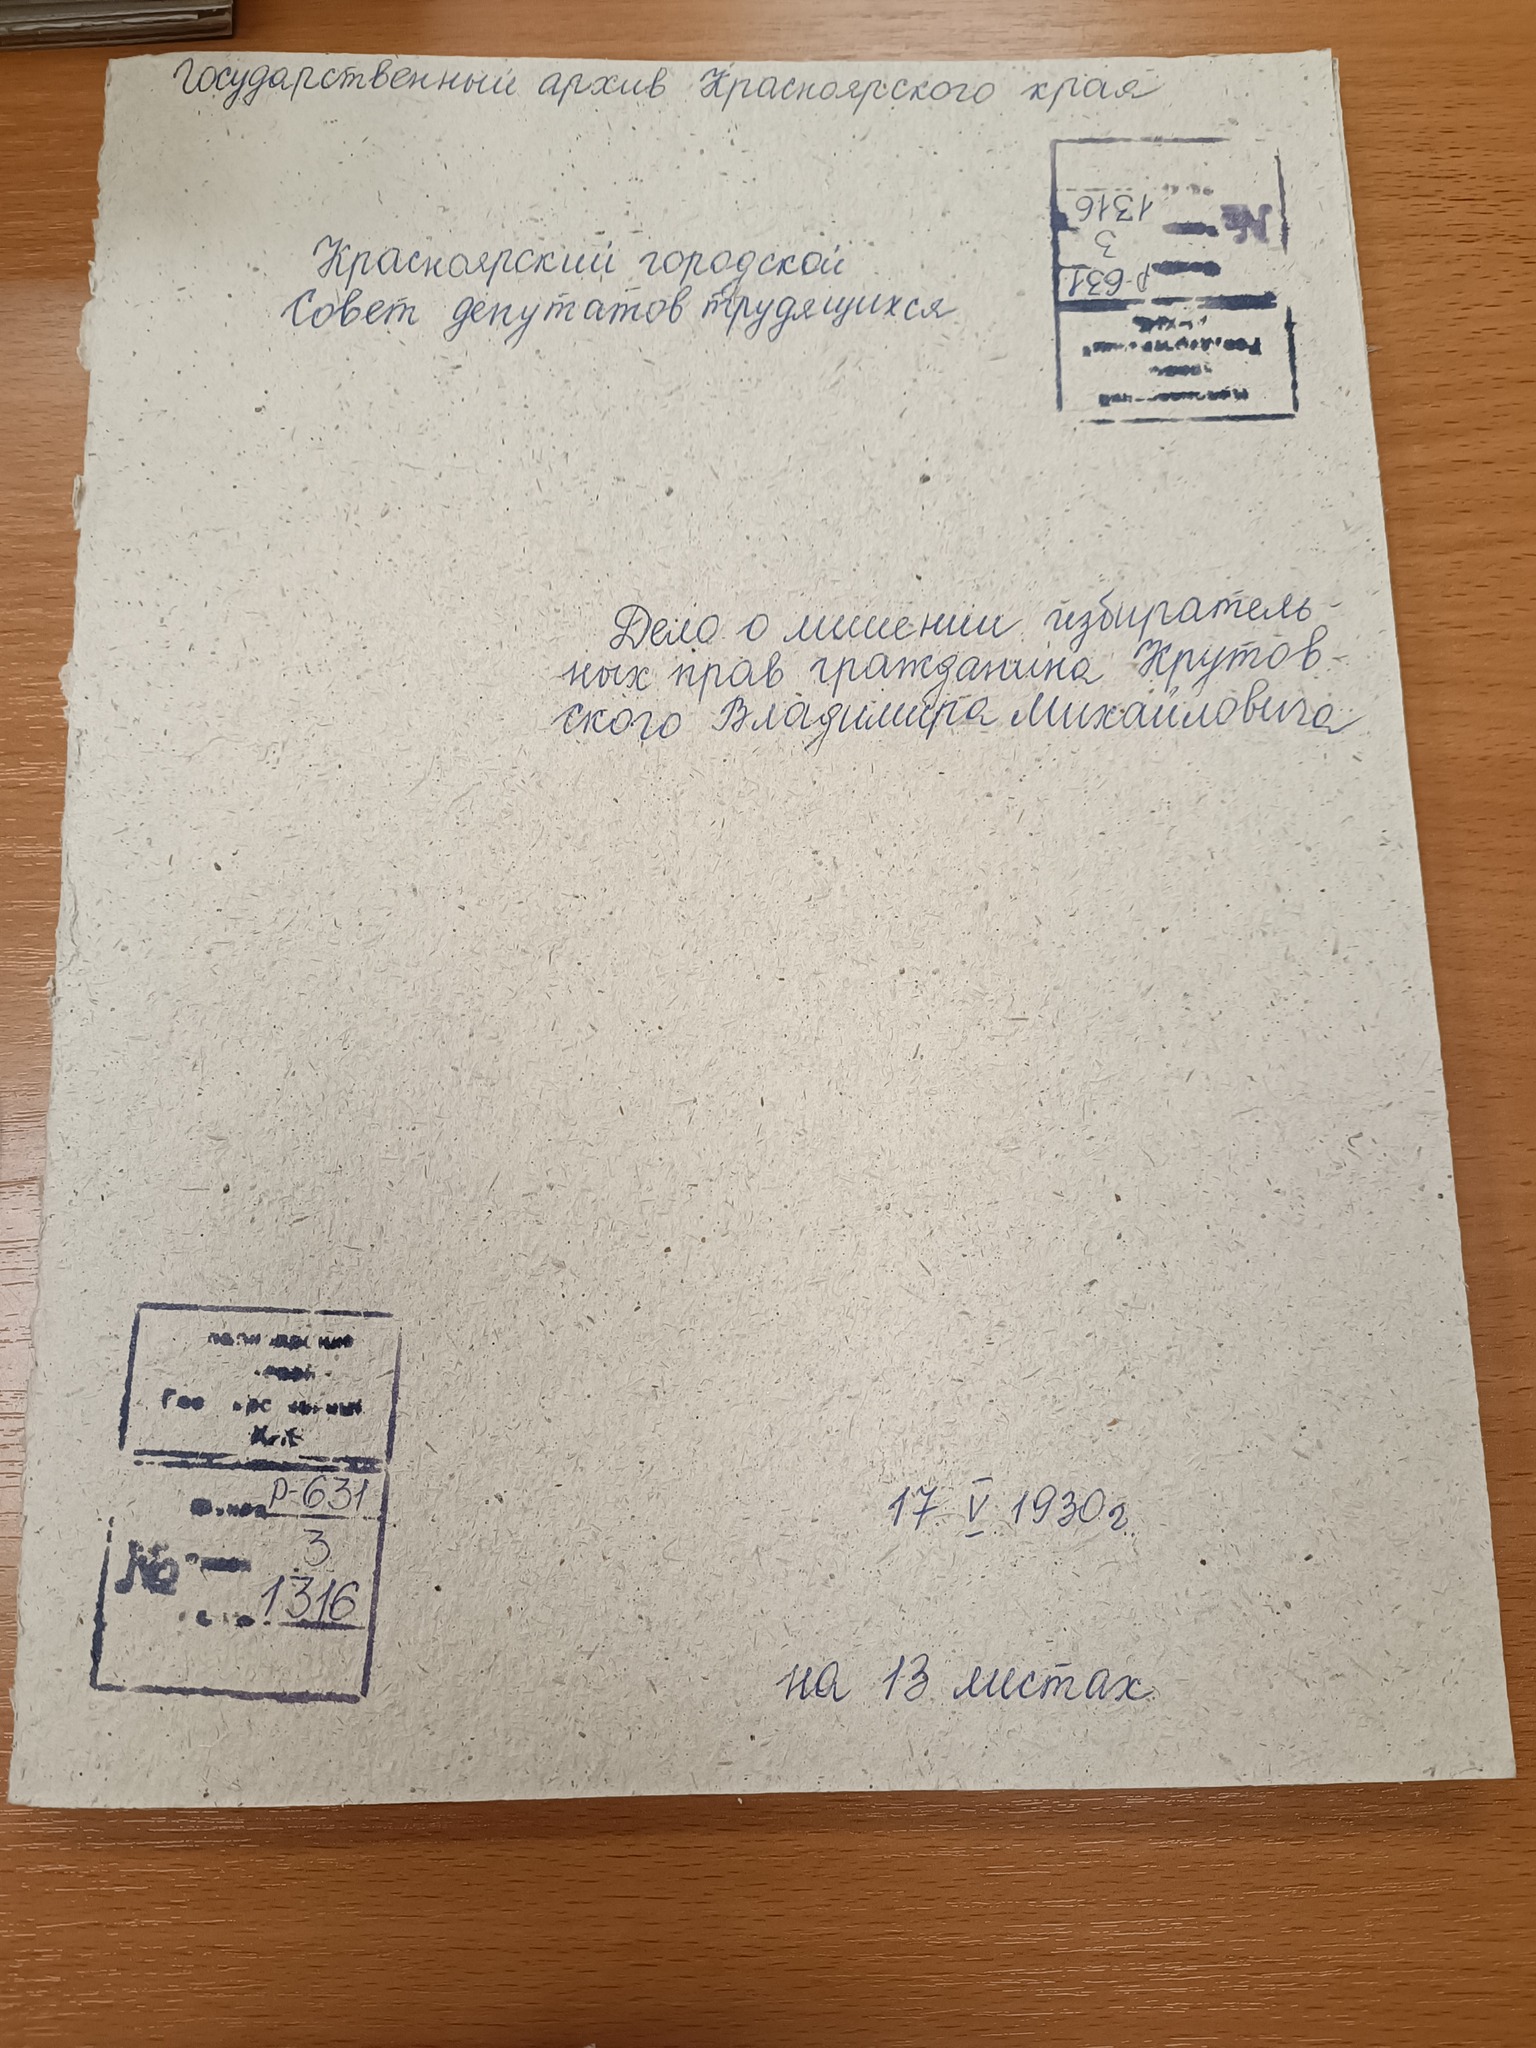 Государственный архив Красноярского края
Р-631
3
№ 1316
Красноярский городской
Совет депутатов трудящихся
Дело о лишении избиратель-
ных прав гражданина Крутов-
ского Владимира Михайловича
Р-631
№ 3
1316
17 V 1930 г.
на 13 листах